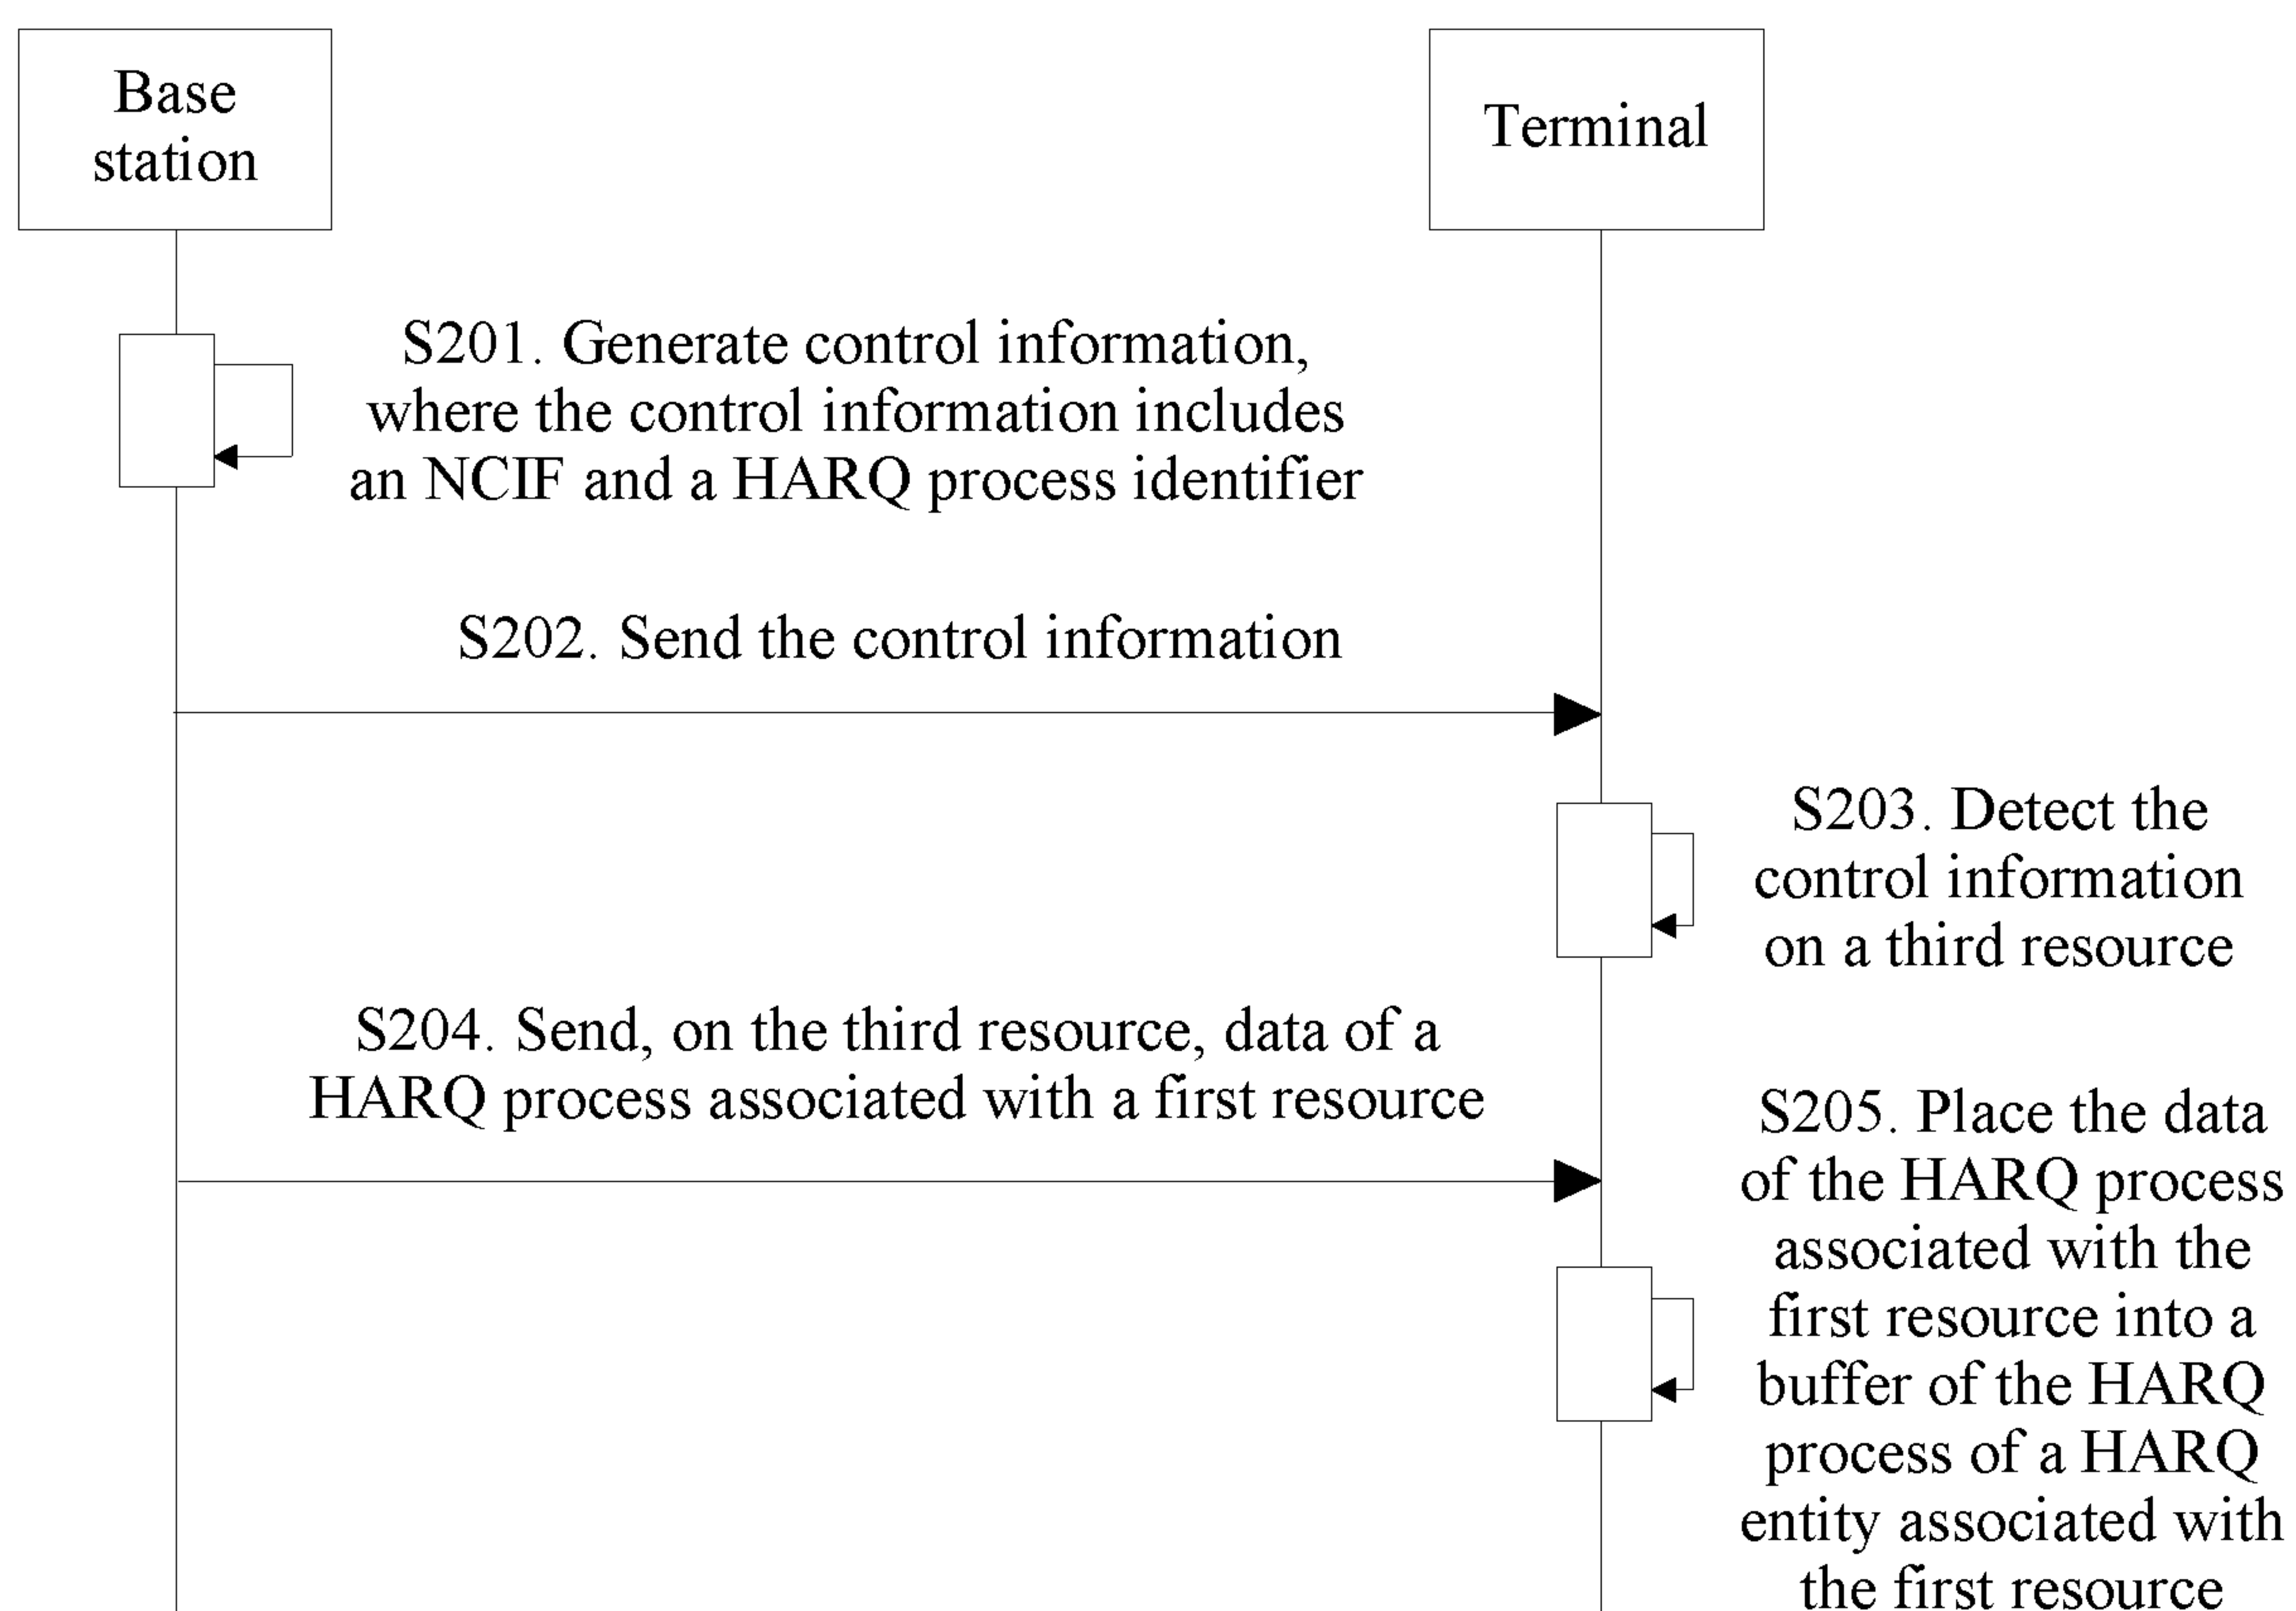 Base
station
Terminal
S201. Generate control information,
where the control information includes
an NCIF and a HARQ process identifier
S202. Send the control information
S203. Detect the
control information
on a third resource
S204. Send, on the third resource, data of a
HARQ process associated with a first resource
S205. Place the data
of the HARQ process
associated with the
first resource into a
buffer of the HARQ
process of a HARQ
entity associated with
the first resource